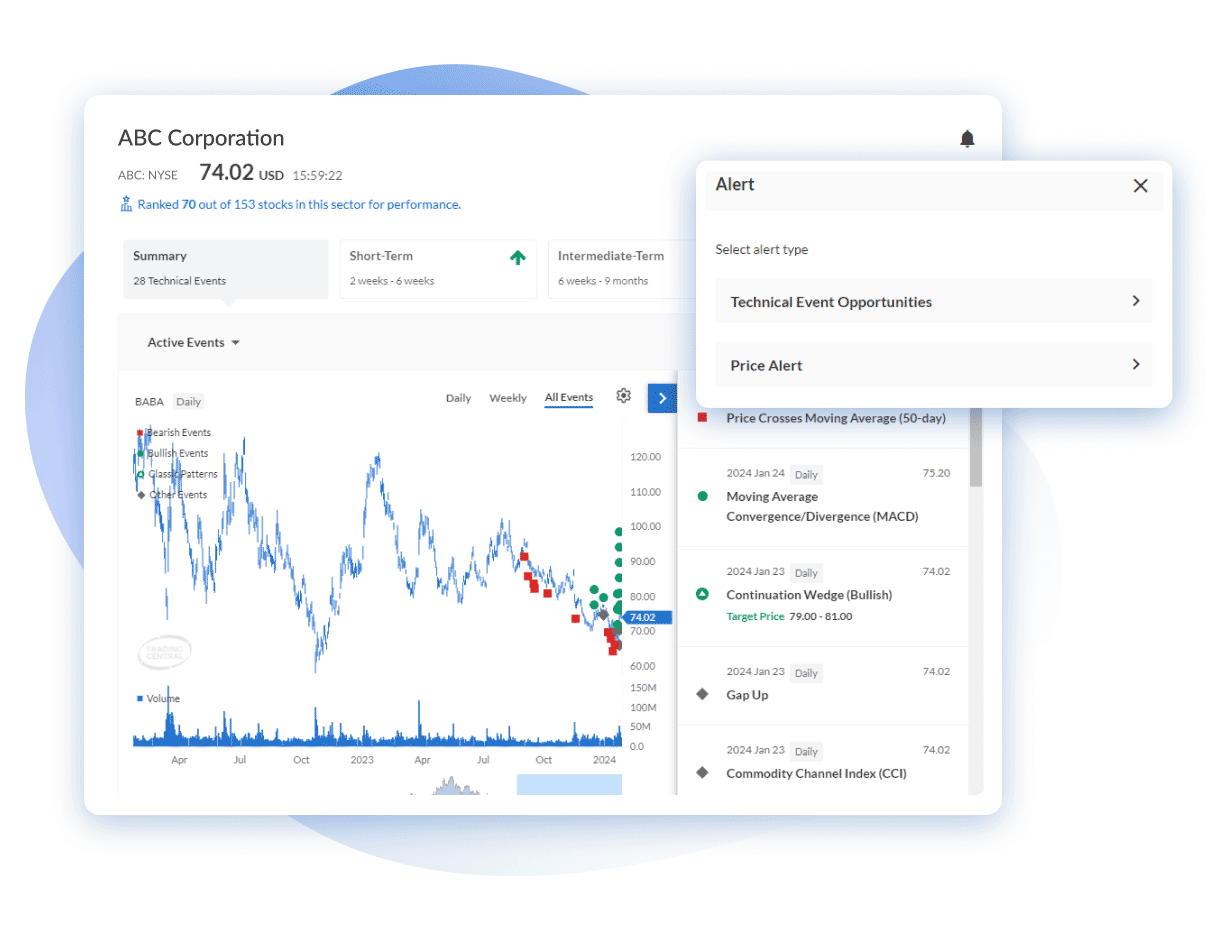 ABC Corporation
ABC: NYSE 74.02 USD 15:59:22
Ranked 70 out of 153 stocks in this sector for performance.
Summary
28 Technical Events
Short-Term
2 weeks - 6 weeks
Intermediate-Term
6 weeks - 9 months
Alert
Select alert type
Technical Event Opportunities
Price Alert
Active Events
BABA Daily
Daily Weekly All Events
Bearish Events
Bullish Events
Classic Patterns
Other Events
120.00
110.00
100.00
90.00
80.00
74.02
70.00
60.00
TRADING
CENTRAL
Volume
150M
100M
50M
0.0
Apr Jul Oct 2023 Apr Jul Oct 2024
Price Crosses Moving Average (50-day)
2024 Jan 24 Daily 75.20
Moving Average
Convergence/Divergence (MACD)
2024 Jan 23 Daily 74.02
Continuation Wedge (Bullish)
Target Price 79.00 - 81.00
2024 Jan 23 Daily 74.02
Gap Up
2024 Jan 23 Daily 74.02
Commodity Channel Index (CCI)